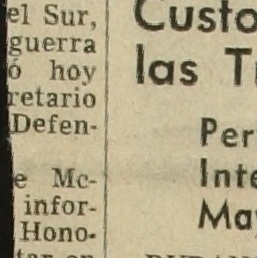 el Sur,
guerra
ó hoy
retario
Defen-
e Mc-
infor-
Hono-
Custo
las T
Per
Inte
May